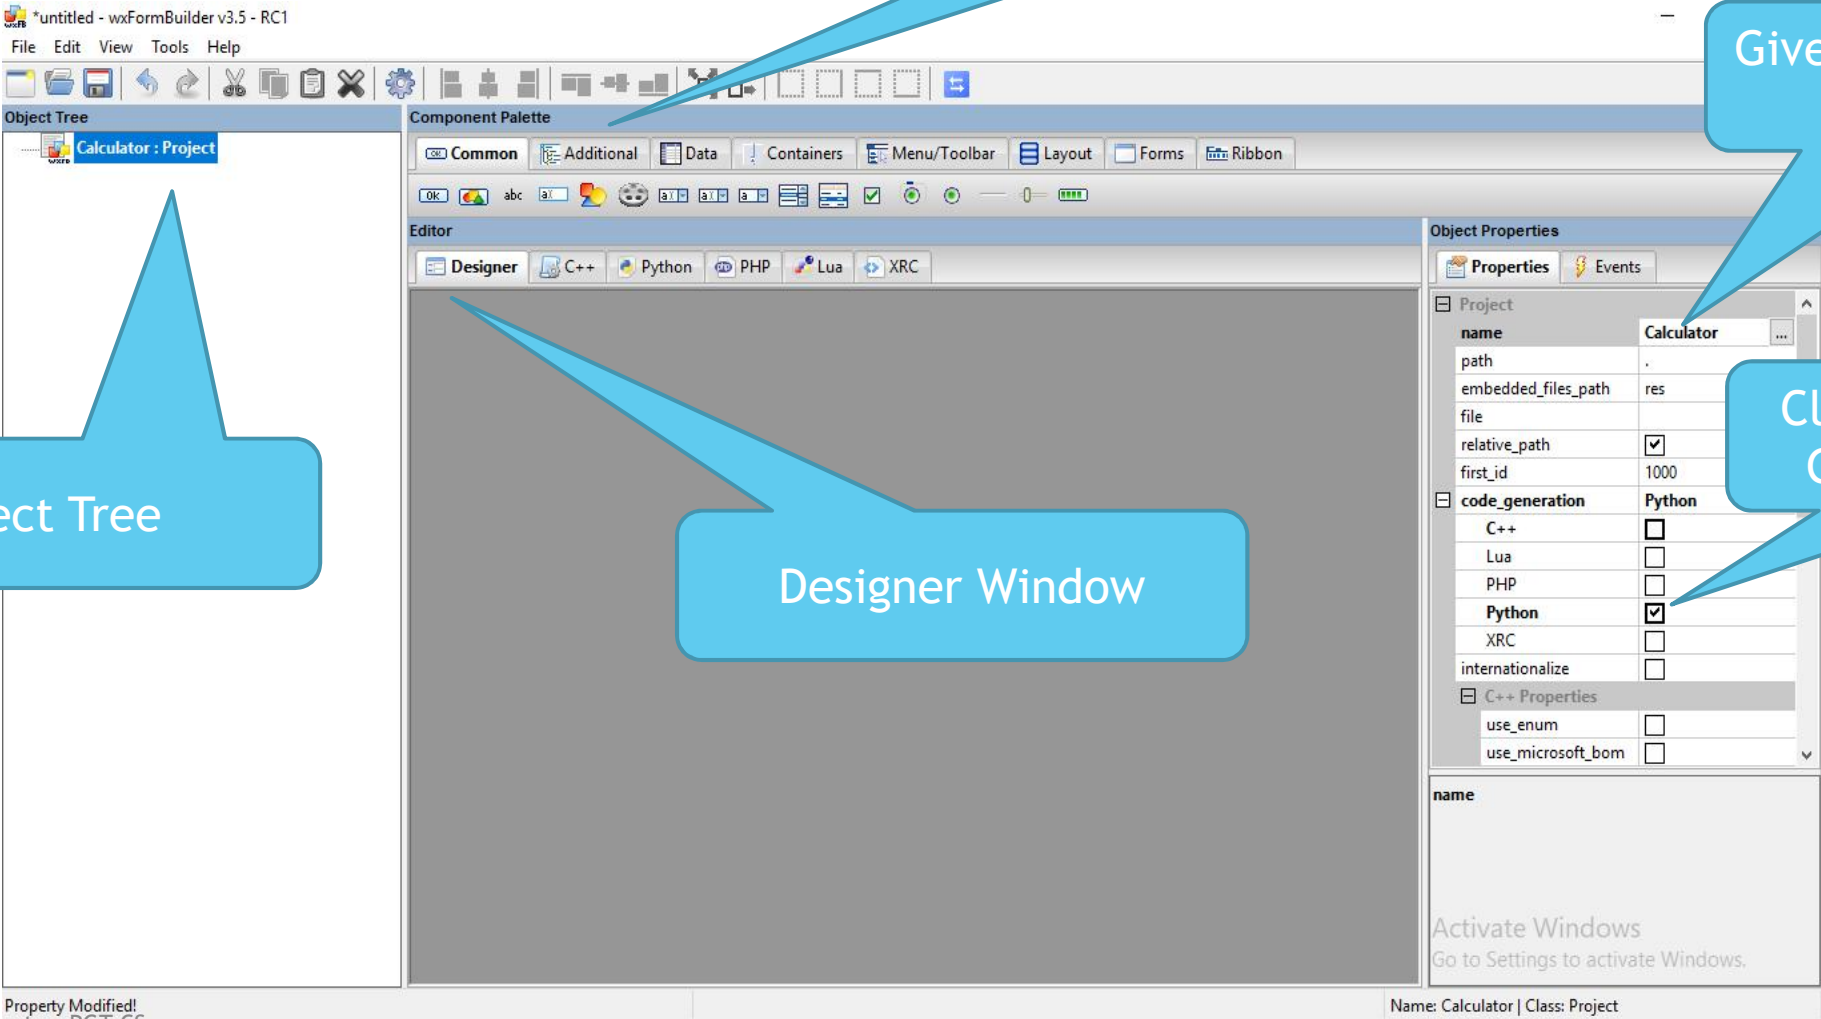 *untitled - wxFormBuilder v3.5 - RC1
File Edit View Tools Help
Give
Object Tree
Component Palette
Calculator : Project
Common Additional Data Containers Menu/Toolbar Layout Forms Ribbon
OK abc
Editor
Object Properties
Designer C++ Python PHP Lua XRC
Properties Events
Project
name Calculator ...
path .
embedded_files_path res
file
relative_path
first_id 1000
code_generation Python
C++
Lua
PHP
Python
XRC
internationalize
C++ Properties
use_enum
use_microsoft_bom
ect Tree
Designer Window
name
Activate Windows
Go to Settings to activate Windows.
Property Modified!
Name: Calculator | Class: Project